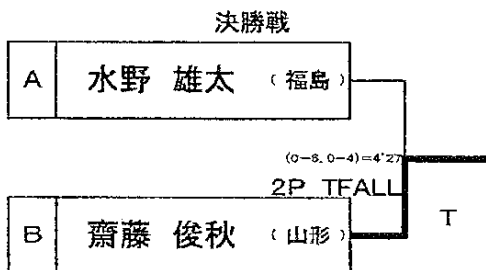 決勝戦
A 水野 雄太 (福島)
(0-6, 0-4)=4'27
2P TFALL
T
B 齋藤 俊秋 (山形)